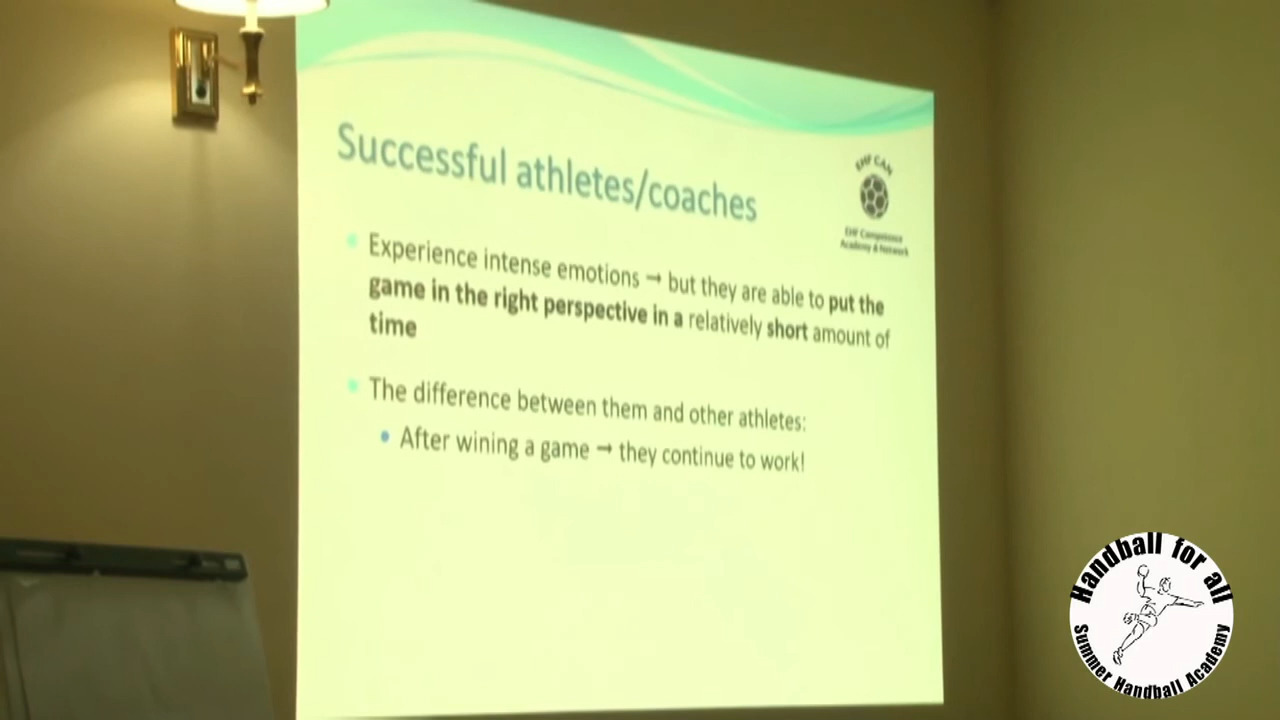 Successful athletes/coaches
EHF CAN
EHF Competence
Academy & Network
Experience intense emotions → but they are able to put the
game in the right perspective in a relatively short amount of
time
The difference between them and other athletes:
After wining a game → they continue to work!
Handball for all
Summer Handball Academy